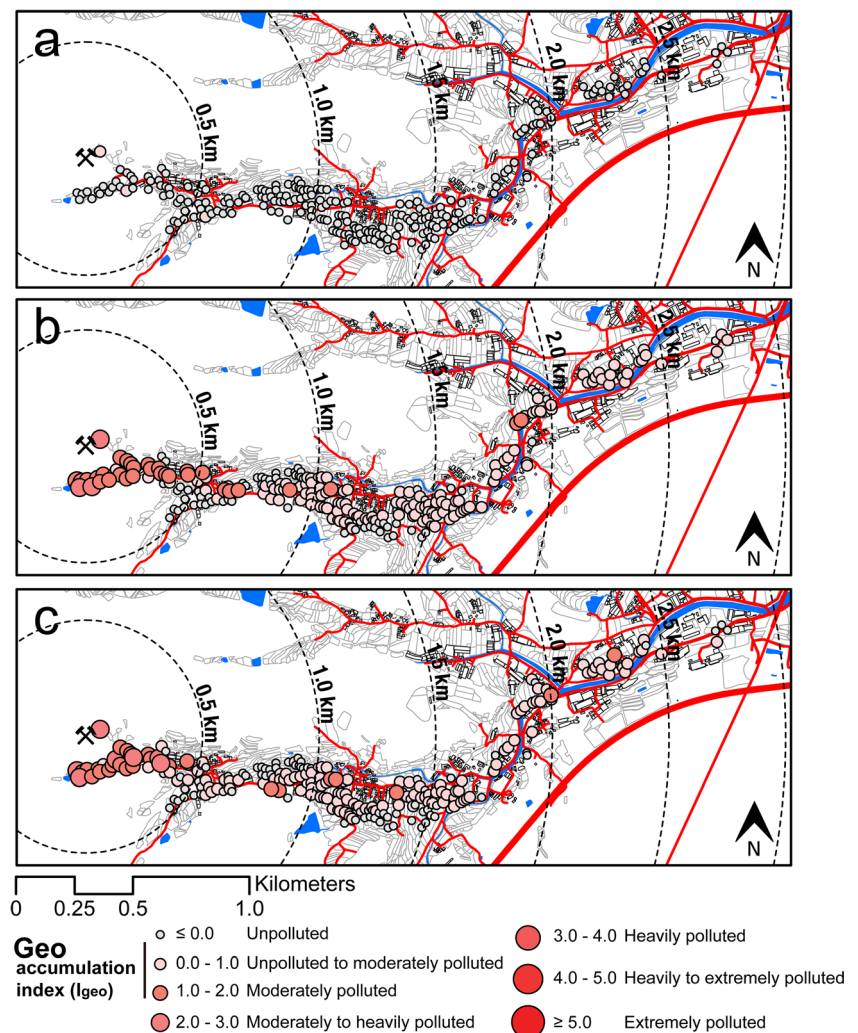 a
0.5 km
1.0 km
1.5 km
2.0 km
2.5 km
N
b
0.5 km
1.0 km
1.5 km
2.0 km
2.5 km
N
c
0.5 km
1.0 km
1.5 km
2.0 km
2.5 km
N
0 0.25 0.5 1.0 Kilometers
Geo
accumulation
index (Igeo)
≤ 0.0 Unpolluted
0.0 - 1.0 Unpolluted to moderately polluted
1.0 - 2.0 Moderately polluted
2.0 - 3.0 Moderately to heavily polluted
3.0 - 4.0 Heavily polluted
4.0 - 5.0 Heavily to extremely polluted
≥ 5.0 Extremely polluted